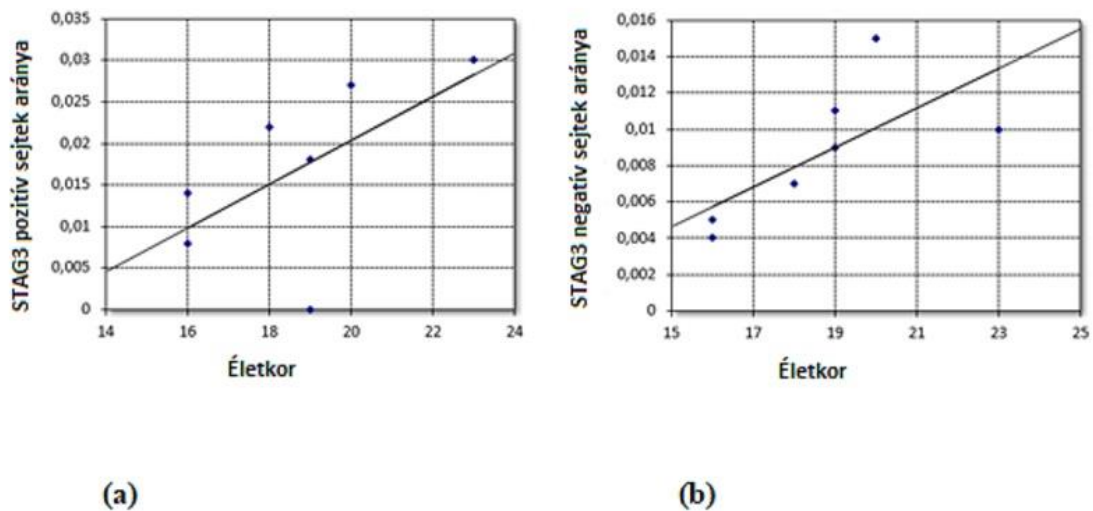 STAG3 pozitív sejtek aránya
0,035
0,03
0,025
0,02
0,015
0,01
0,005
0
14 16 18 20 22 24
Életkor
(a)
STAG3 negatív sejtek aránya
0,016
0,014
0,012
0,01
0,008
0,006
0,004
0,002
0
15 17 19 21 23 25
Életkor
(b)